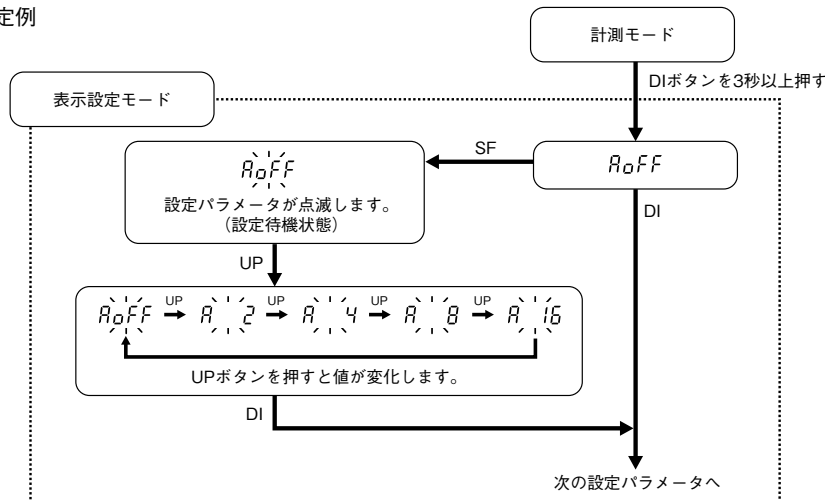 定例
計測モード
DIボタンを3秒以上押す
表示設定モード
SF
AoFF
AoFF
設定パラメータが点滅します。
（設定待機状態）
DI
UP
AoFF UP A 2 UP A 4 UP A 8 UP A 16
UPボタンを押すと値が変化します。
DI
次の設定パラメータへ